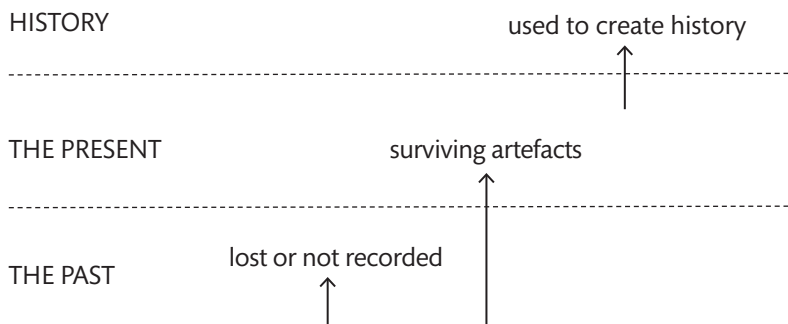 HISTORY
used to create history
THE PRESENT
surviving artefacts
lost or not recorded
THE PAST